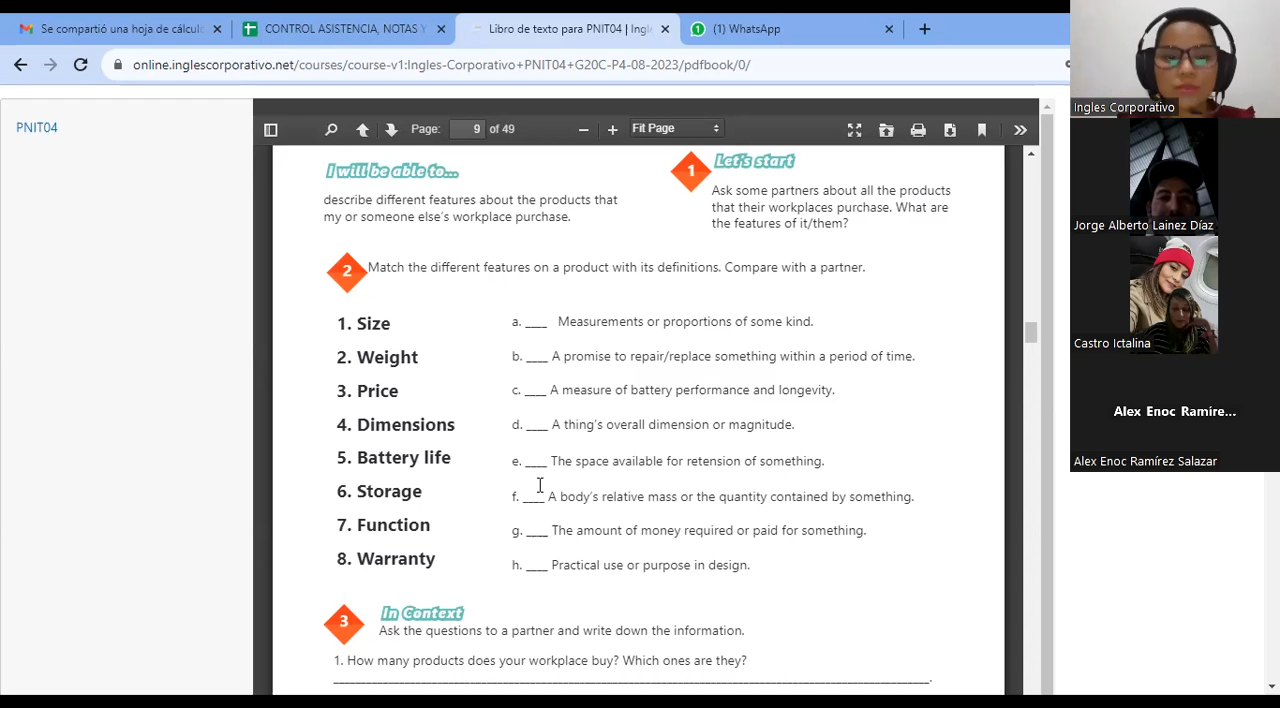 Se compartió una hoja de cálcul
CONTROL ASISTENCIA, NOTAS Y
Libro de texto para PNIT04 | Ingl
(1) WhatsApp
online.inglescorporativo.net/courses/course-v1:Ingles-Corporativo+PNIT04+G20C-P4-08-2023/pdfbook/0/
PNIT04
Page: 9 of 49
Fit Page
I will be able to...
describe different features about the products that
my or someone else's workplace purchase.
1 Let's start
Ask some partners about all the products
that their workplaces purchase. What are
the features of it/them?
2 Match the different features on a product with its definitions. Compare with a partner.
1. Size
2. Weight
3. Price
4. Dimensions
5. Battery life
6. Storage
7. Function
8. Warranty
a. ____ Measurements or proportions of some kind.
b. ____ A promise to repair/replace something within a period of time.
c. ____ A measure of battery performance and longevity.
d. ____ A thing's overall dimension or magnitude.
e. ____ The space available for retention of something.
f. ____ A body's relative mass or the quantity contained by something.
g. ____ The amount of money required or paid for something.
h. ____ Practical use or purpose in design.
3 In Context
Ask the questions to a partner and write down the information.
1. How many products does your workplace buy? Which ones are they?
Ingles Corporativo
Jorge Alberto Lainez Díaz
Castro Ictalina
Alex Enoc Ramire...
Alex Enoc Ramírez Salazar